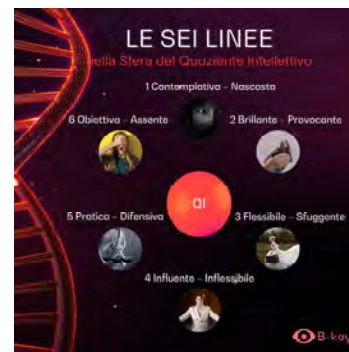 LE SEI LINEE
nella Sfera del Quoziente Intellettivo
1 Contemplativa - Nascosta
6 Obiettiva - Assente
2 Brillante - Provocante
QI
5 Pratica - Difensiva
3 Flessibile - Sfuggente
4 Influente - Inflessibile
B-key